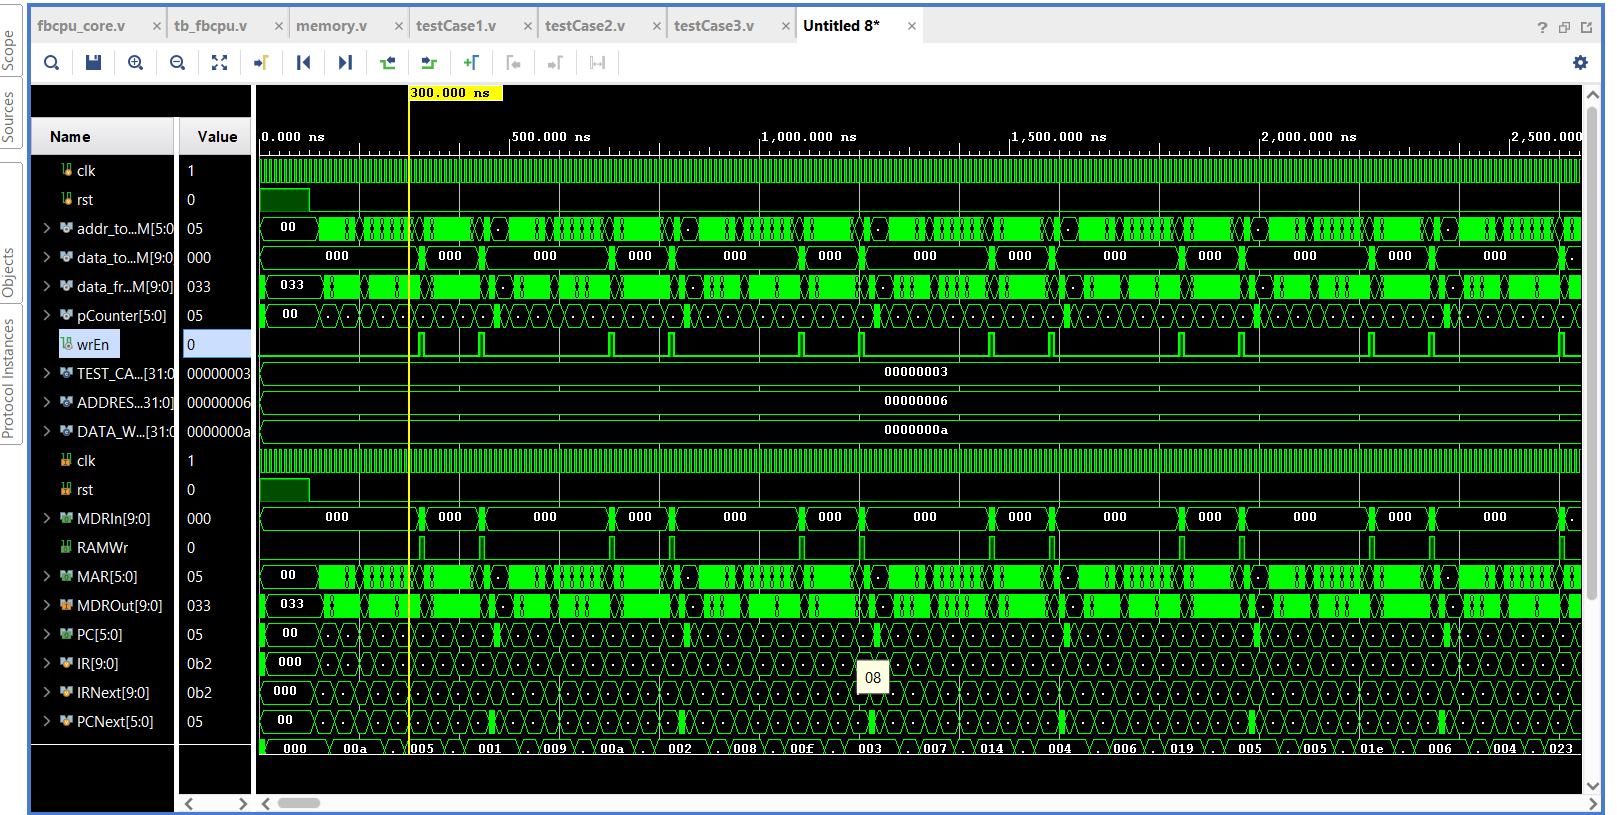 fbcpu_core.v × tb_fbcpu.v × memory.v × testCase1.v × testCase2.v × testCase3.v × Untitled 8* ×
?
Scope
Sources
Objects
Protocol Instances
300.000 ns
Name Value
0.000 ns 500.000 ns 1,000.000 ns 1,500.000 ns 2,000.000 ns 2,500.000
clk 1
rst 0
addr_to...M[5:0 05 00
data_to...M[9:0 000 000 000 000 000 000 000 000 000 000 000 000 000 000
data_fr...M[9:0] 033 033
pCounter[5:0] 05 00
wrEn 0
TEST_CA...[31:0 00000003 00000003
ADDRES...31:0] 00000006 00000006
DATA_W...[31:0 0000000a 0000000a
clk 1
rst 0
MDRIn[9:0] 000 000 000 000 000 000 000 000 000 000 000 000 000 000
RAMWr 0
MAR[5:0] 05 00
MDROut[9:0] 033 033
PC[5:0] 05 00
IR[9:0] 0b2 000
08
IRNext[9:0] 0b2 000
PCNext[5:0] 05 00
000 00a . 005 . 001 . 009 . 00a . 002 . 008 . 00f . 003 . 007 . 014 . 004 . 006 . 019 . 005 . 005 . 01e . 006 . 004 . 023